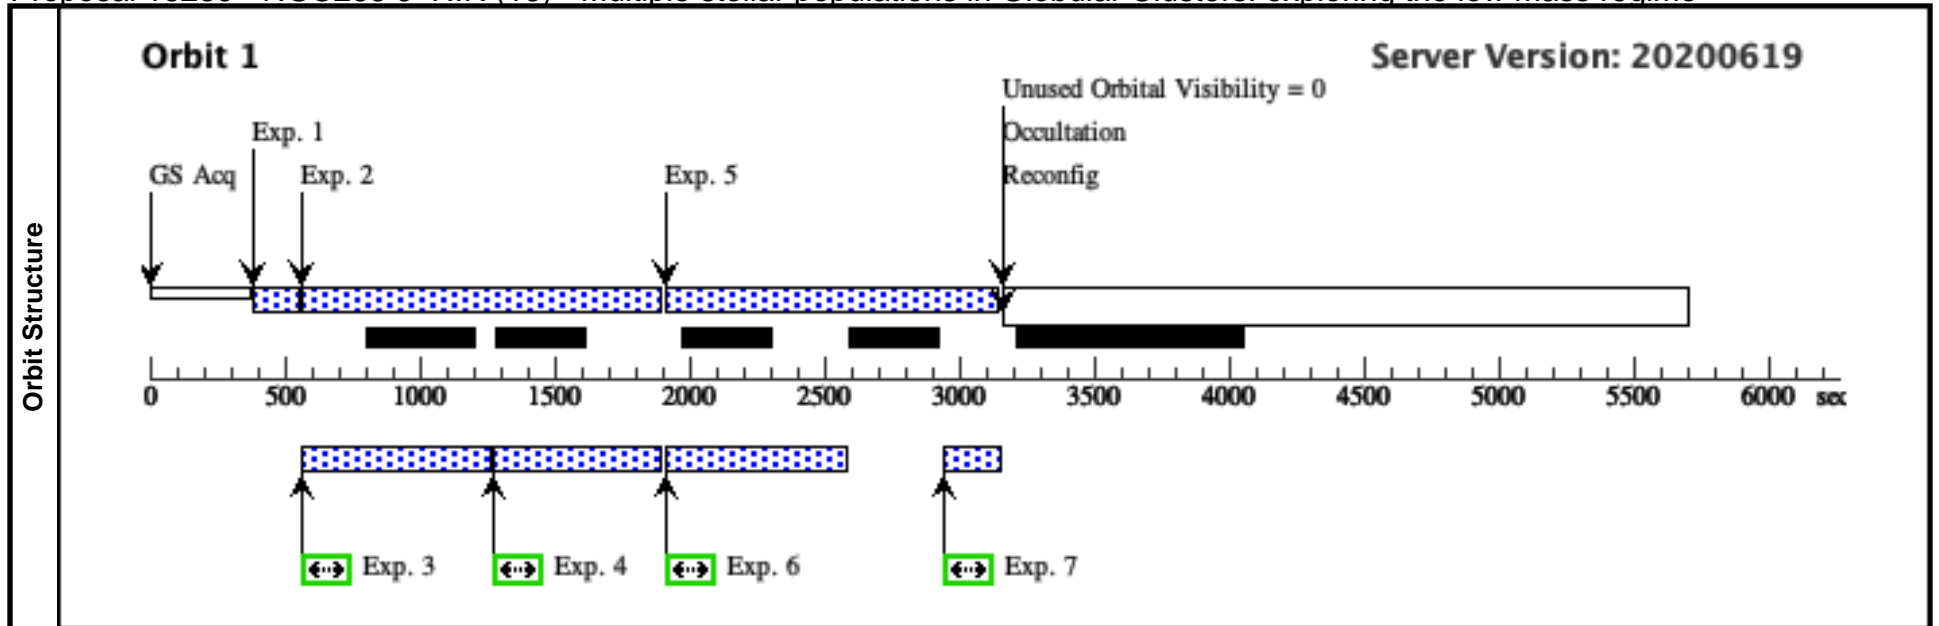 Orbit 1
Server Version: 20200619
Unused Orbital Visibility = 0
Exp. 1
Occultation
GS Acq
Exp. 2
Exp. 5
Reconfig
Orbit Structure
0 500 1000 1500 2000 2500 3000 3500 4000 4500 5000 5500 6000 sec
Exp. 3
Exp. 4
Exp. 6
Exp. 7